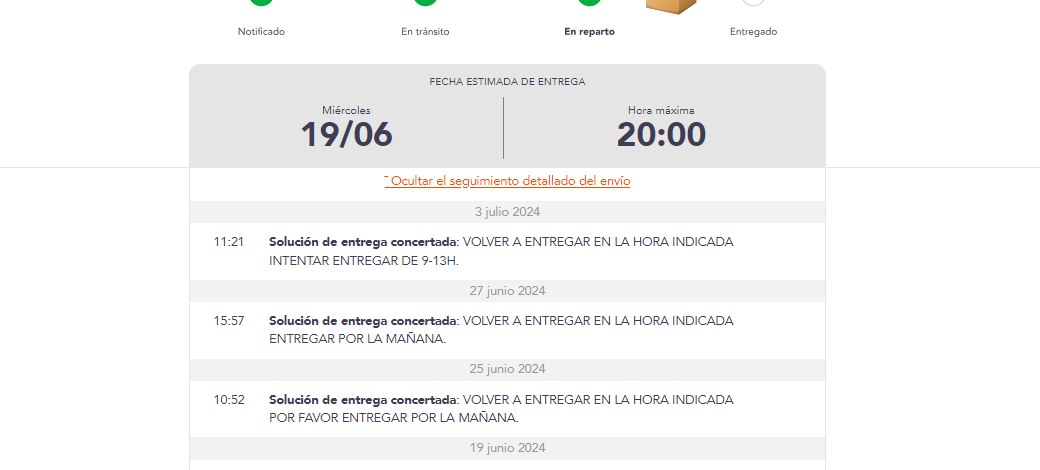 Notificado
En tránsito
En reparto
Entregado
FECHA ESTIMADA DE ENTREGA
Miércoles
19/06
Hora máxima
20:00
Ocultar el seguimiento detallado del envío
3 julio 2024
11:21 Solución de entrega concertada: VOLVER A ENTREGAR EN LA HORA INDICADA
INTENTAR ENTREGAR DE 9-13H.
27 junio 2024
15:57 Solución de entrega concertada: VOLVER A ENTREGAR EN LA HORA INDICADA
ENTREGAR POR LA MAÑANA.
25 junio 2024
10:52 Solución de entrega concertada: VOLVER A ENTREGAR EN LA HORA INDICADA
POR FAVOR ENTREGAR POR LA MAÑANA.
19 junio 2024